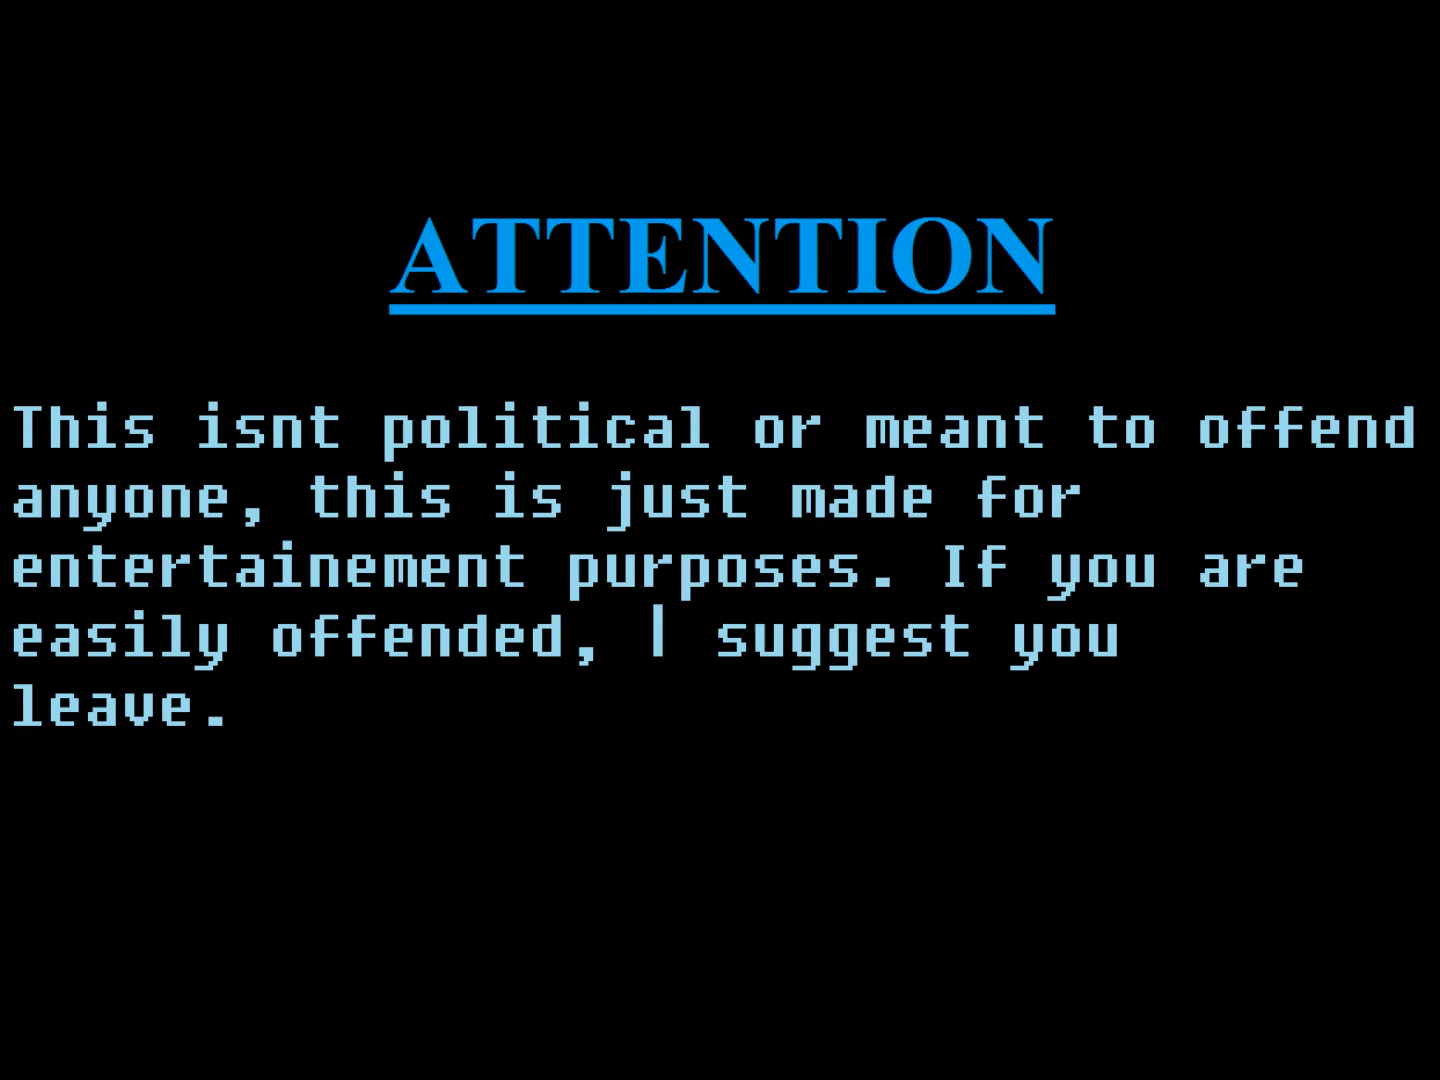 ATTENTION
This isnt political or meant to offend
anyone, this is just made for
entertainement purposes. If you are
easily offended, I suggest you
leave.